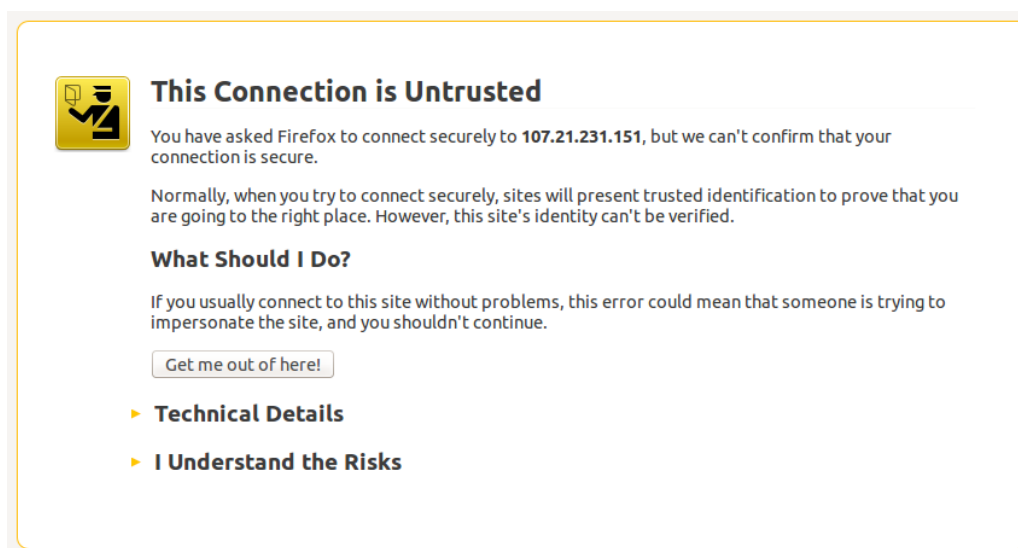 This Connection is Untrusted
You have asked Firefox to connect securely to 107.21.231.151, but we can't confirm that your
connection is secure.
Normally, when you try to connect securely, sites will present trusted identification to prove that you
are going to the right place. However, this site's identity can't be verified.
What Should I Do?
If you usually connect to this site without problems, this error could mean that someone is trying to
impersonate the site, and you shouldn't continue.
Get me out of here!
Technical Details
I Understand the Risks